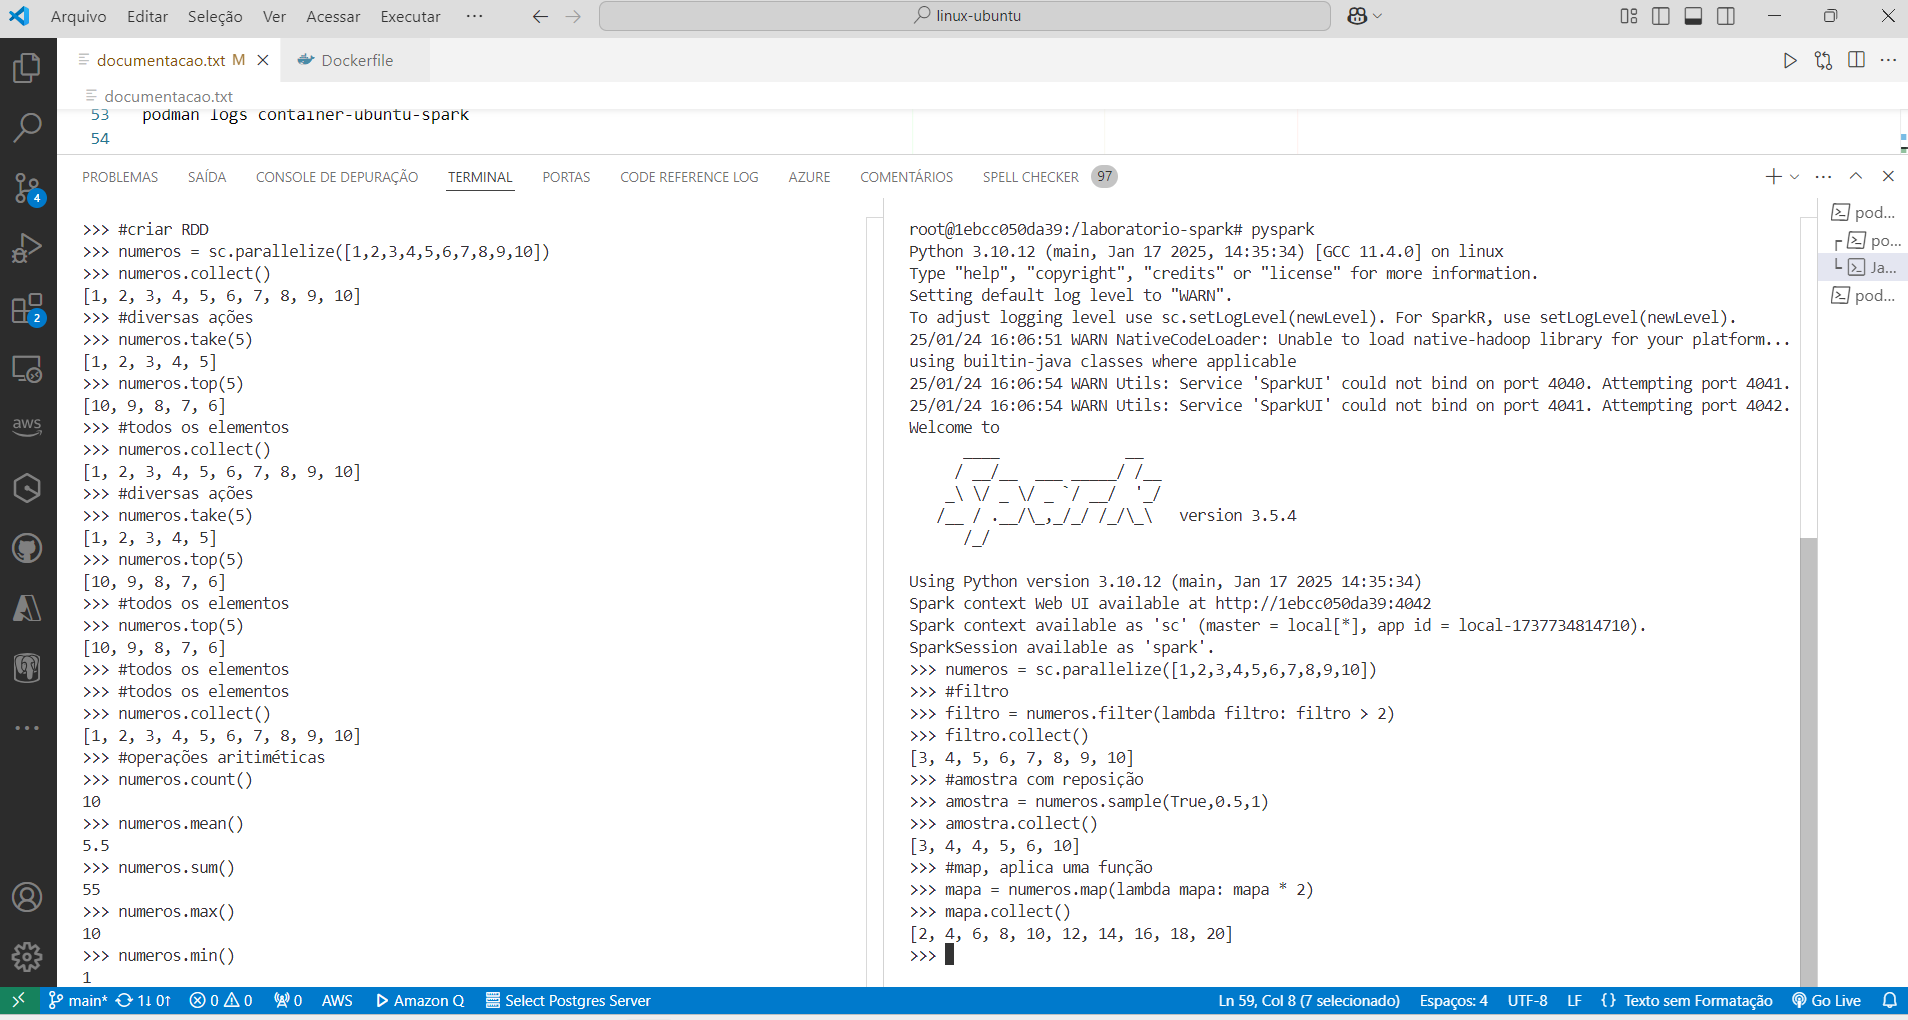 Arquivo Editar Seleção Ver Acessar Executar ···
linux-ubuntu
documentacao.txt M
Dockerfile
documentacao.txt
53 podman logs container-ubuntu-spark
54
PROBLEMAS SAÍDA CONSOLE DE DEPURAÇÃO TERMINAL PORTAS CODE REFERENCE LOG AZURE COMENTÁRIOS SPELL CHECKER 97
4
2
aws
>>> #criar RDD
>>> numeros = sc.parallelize([1,2,3,4,5,6,7,8,9,10])
>>> numeros.collect()
[1, 2, 3, 4, 5, 6, 7, 8, 9, 10]
>>> #diversas ações
>>> numeros.take(5)
[1, 2, 3, 4, 5]
>>> numeros.top(5)
[10, 9, 8, 7, 6]
>>> #todos os elementos
>>> numeros.collect()
[1, 2, 3, 4, 5, 6, 7, 8, 9, 10]
>>> #diversas ações
>>> numeros.take(5)
[1, 2, 3, 4, 5]
>>> numeros.top(5)
[10, 9, 8, 7, 6]
>>> #todos os elementos
>>> numeros.top(5)
[10, 9, 8, 7, 6]
>>> #todos os elementos
>>> #todos os elementos
>>> numeros.collect()
[1, 2, 3, 4, 5, 6, 7, 8, 9, 10]
>>> #operações aritiméticas
>>> numeros.count()
10
>>> numeros.mean()
5.5
>>> numeros.sum()
55
>>> numeros.max()
10
>>> numeros.min()
1
root@1ebcc050da39:/laboratorio-spark# pyspark
Python 3.10.12 (main, Jan 17 2025, 14:35:34) [GCC 11.4.0] on linux
Type "help", "copyright", "credits" or "license" for more information.
Setting default log level to "WARN".
To adjust logging level use sc.setLogLevel(newLevel). For SparkR, use setLogLevel(newLevel).
25/01/24 16:06:51 WARN NativeCodeLoader: Unable to load native-hadoop library for your platform...
using builtin-java classes where applicable
25/01/24 16:06:54 WARN Utils: Service 'SparkUI' could not bind on port 4040. Attempting port 4041.
25/01/24 16:06:54 WARN Utils: Service 'SparkUI' could not bind on port 4041. Attempting port 4042.
Welcome to
Spark version 3.5.4
Using Python version 3.10.12 (main, Jan 17 2025 14:35:34)
Spark context Web UI available at http://1ebcc050da39:4042
Spark context available as 'sc' (master = local[*], app id = local-1737734814710).
SparkSession available as 'spark'.
>>> numeros = sc.parallelize([1,2,3,4,5,6,7,8,9,10])
>>> #filtro
>>> filtro = numeros.filter(lambda filtro: filtro > 2)
>>> filtro.collect()
[3, 4, 5, 6, 7, 8, 9, 10]
>>> #amostra com reposição
>>> amostra = numeros.sample(True,0.5,1)
>>> amostra.collect()
[3, 4, 4, 5, 6, 10]
>>> #map, aplica uma função
>>> mapa = numeros.map(lambda mapa: mapa * 2)
>>> mapa.collect()
[2, 4, 6, 8, 10, 12, 14, 16, 18, 20]
>>>
pod...
po...
Ja...
pod...
main* 1↓ 0↑ 0 0 0 AWS Amazon Q Select Postgres Server Ln 59, Col 8 (7 selecionado) Espaços: 4 UTF-8 LF {} Texto sem Formatação Go Live